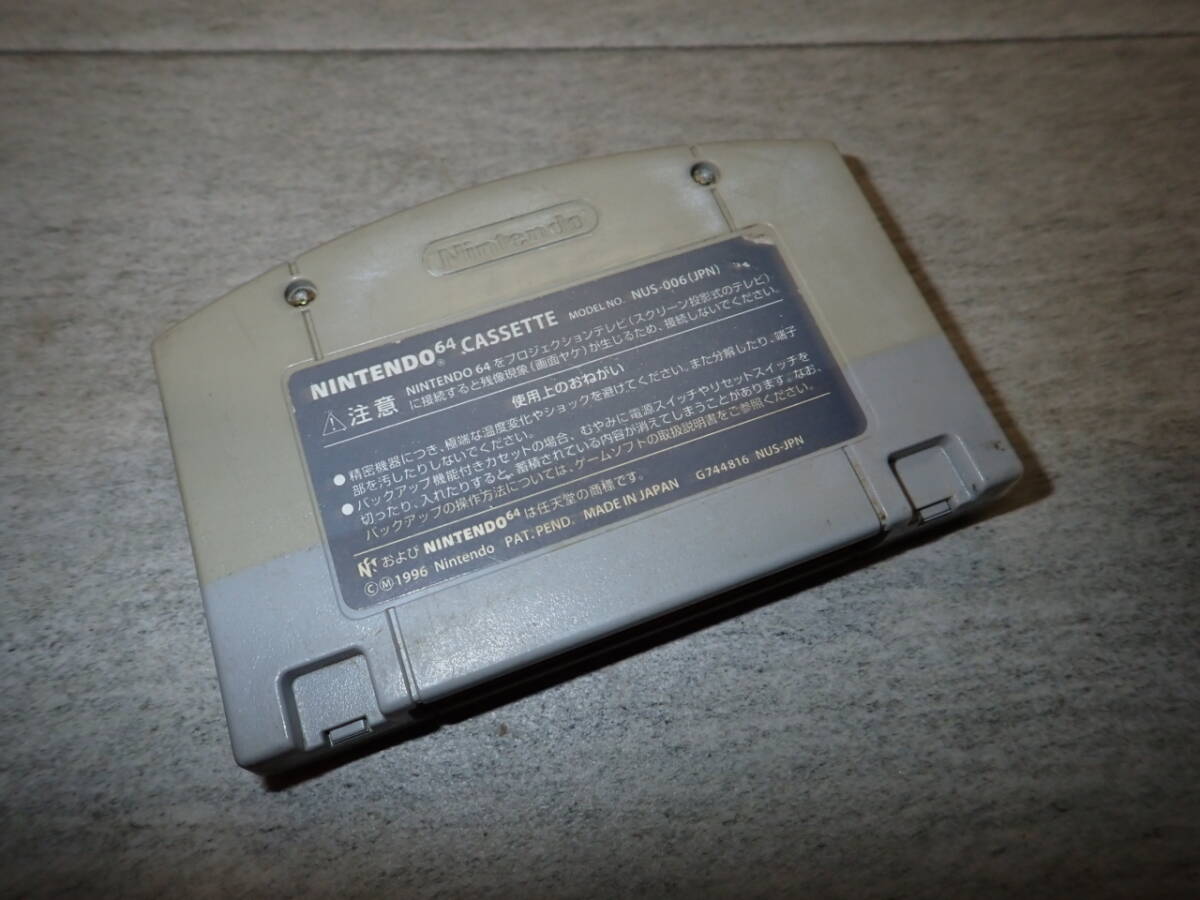 Nintendo
NINTENDO64 CASSETTE MODEL NO. NUS-006(JPN)
注意 NINTENDO 64 をプロジェクションテレビ(スクリーン投影式のテレビ)
に接続すると残像現象(画面ヤケ)が生じるため、接続しないでください。
使用上のおねがい
●精密機器につき、極端な温度変化やショックを避けてください。また分解したり、端子
部を汚したりしないでください。
●バックアップ機能付きカセットの場合、むやみに電源スイッチやリセットスイッチを
切ったり、入れたりすると、蓄積されている内容が消えてしまうことがあります。なお、
バックアップの操作方法については、ゲームソフトの取扱説明書をご参照ください。
および NINTENDO64 は任天堂の商標です。
ⒸⓂ1996 Nintendo PAT. PEND. MADE IN JAPAN G744816 NUS-JPN